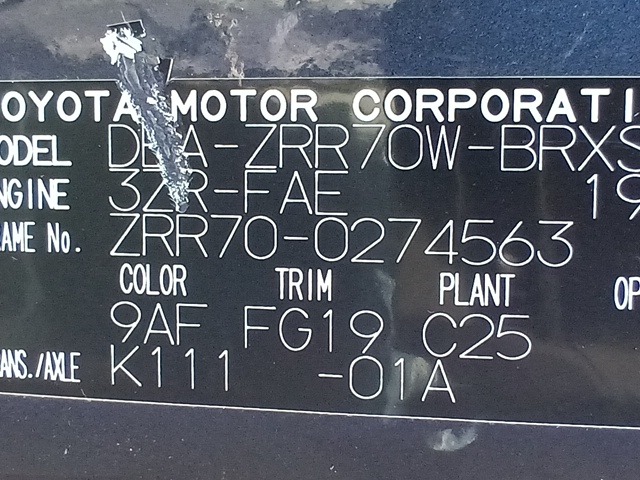 OYOTA MOTOR CORPORATI
ODEL DBA-ZRR70W-BRXS
NGINE 3ZR-FAE 19
AME No. ZRR70-0274563
COLOR TRIM PLANT OP
9AF FG19 C25
ANS./AXLE K111 -01A